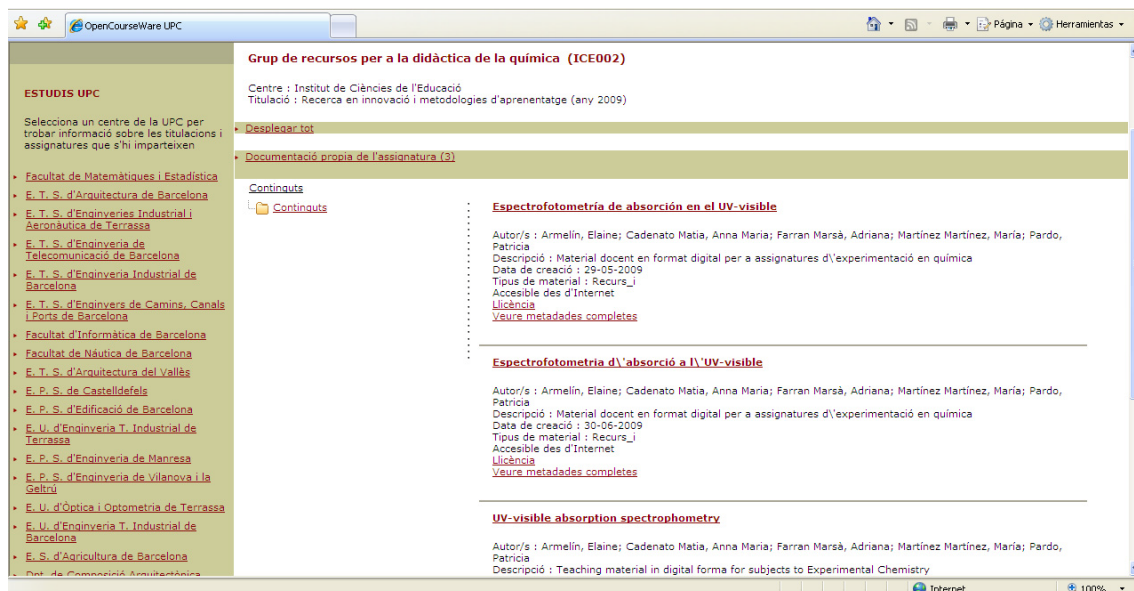 OpenCourseWare UPC
Página
Herramientas
ESTUDIS UPC
Selecciona un centre de la UPC per
trobar informació sobre les titulacions i
assignatures que s'hi imparteixen
Facultat de Matemàtiques i Estadística
E. T. S. d'Arquitectura de Barcelona
E. T. S. d'Enginyeries Industrial i
Aeronàutica de Terrassa
E. T. S. d'Enginyeria de
Telecomunicació de Barcelona
E. T. S. d'Enginyeria Industrial de
Barcelona
E. T. S. d'Enginyers de Camins, Canals
i Ports de Barcelona
Facultat d'Informàtica de Barcelona
Facultat de Nàutica de Barcelona
E. T. S. d'Arquitectura del Vallès
E. P. S. de Castelldefels
E. P. S. d'Edificació de Barcelona
E. U. d'Enginyeria T. Industrial de
Terrassa
E. P. S. d'Enginyeria de Manresa
E. P. S. d'Enginyeria de Vilanova i la
Geltrú
E. U. d'Òptica i Optometria de Terrassa
E. U. d'Enginyeria T. Industrial de
Barcelona
E. S. d'Agricultura de Barcelona
Dpt. de Composició Arquitectònica
Grup de recursos per a la didàctica de la química (ICE002)
Centre : Institut de Ciències de l'Educació
Titulació : Recerca en innovació i metodologies d'aprenentatge (any 2009)
Desplegar tot
Documentació propia de l'assignatura (3)
Continguts
Continguts
Espectrofotometría de absorción en el UV-visible
Autor/s : Armelín, Elaine; Cadenato Matia, Anna Maria; Farran Marsà, Adriana; Martínez Martínez, María; Pardo,
Patricia
Descripció : Material docent en format digital per a assignatures d\'experimentació en química
Data de creació : 29-05-2009
Tipus de material : Recurs_i
Accesible des d'Internet
Llicència
Veure metadades completes
Espectrofotometria d\'absorció a l\'UV-visible
Autor/s : Armelín, Elaine; Cadenato Matia, Anna Maria; Farran Marsà, Adriana; Martínez Martínez, María; Pardo,
Patricia
Descripció : Material docent en format digital per a assignatures d\'experimentació en química
Data de creació : 30-06-2009
Tipus de material : Recurs_i
Accesible des d'Internet
Llicència
Veure metadades completes
UV-visible absorption spectrophometry
Autor/s : Armelín, Elaine; Cadenato Matia, Anna Maria; Farran Marsà, Adriana; Martínez Martínez, María; Pardo,
Patricia
Descripció : Teaching material in digital forma for subjects to Experimental Chemistry
Internet
100%